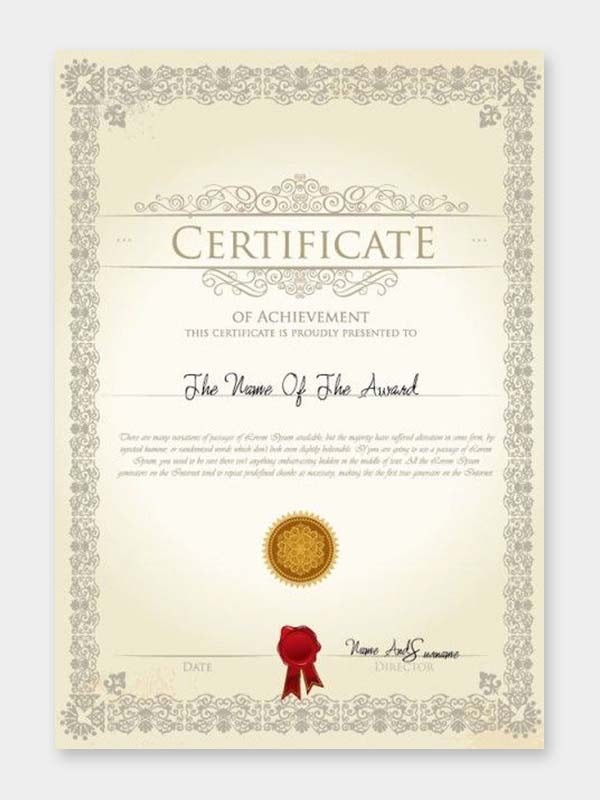 CERTIFICATE
OF ACHIEVEMENT
THIS CERTIFICATE IS PROUDLY PRESENTED TO
The Name Of The Award
There are many variations of passages of Lorem Ipsum available, but the majority have suffered alteration in some form, by
injected humour, or randomised words which don't look even slightly believable. If you are going to use a passage of Lorem
Ipsum, you need to be sure there isn't anything embarrassing hidden in the middle of text. All the Lorem Ipsum
generators on the Internet tend to repeat predefined chunks as necessary, making this the first true generator on the Internet.
Name And Surname
DATE DIRECTOR